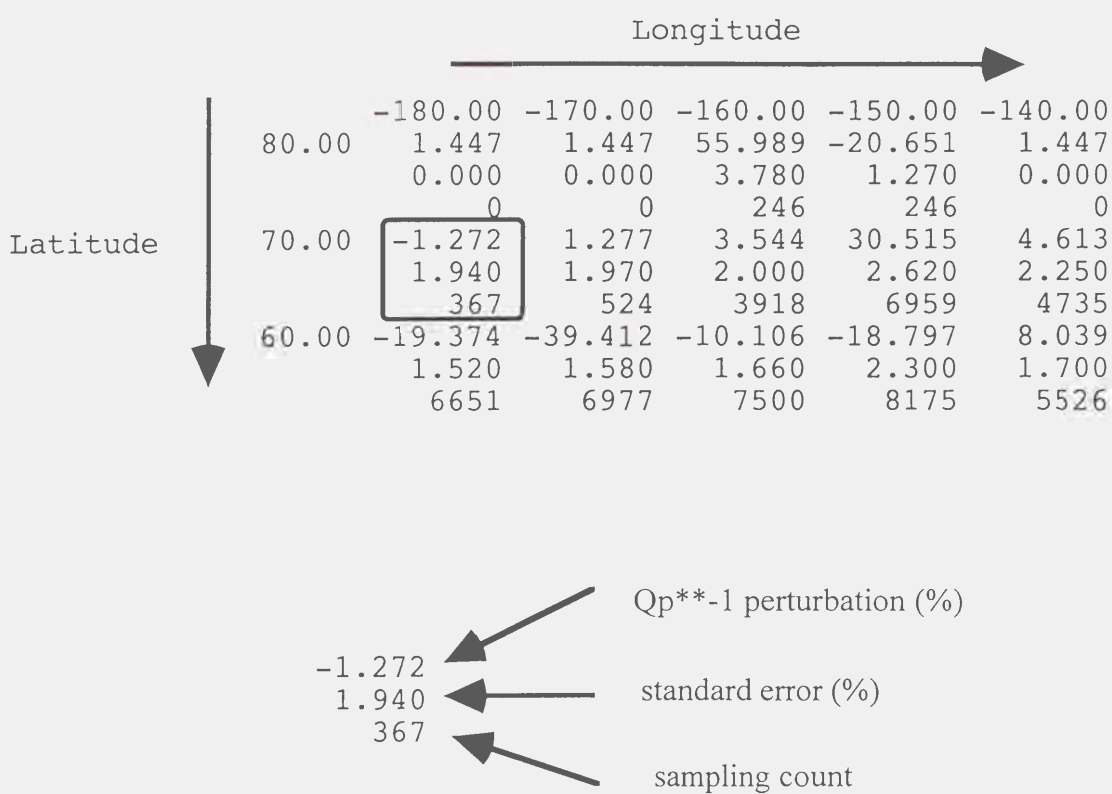 Longitude
-180.00 -170.00 -160.00 -150.00 -140.00
80.00 1.447 1.447 55.989 -20.651 1.447
0.000 0.000 3.780 1.270 0.000
0 0 246 246 0
Latitude 70.00 -1.272 1.277 3.544 30.515 4.613
1.940 1.970 2.000 2.620 2.250
367 524 3918 6959 4735
60.00 -19.374 -39.412 -10.106 -18.797 8.039
1.520 1.580 1.660 2.300 1.700
6651 6977 7500 8175 5526
Qp**-1 perturbation (%)
-1.272
1.940 standard error (%)
367
sampling count